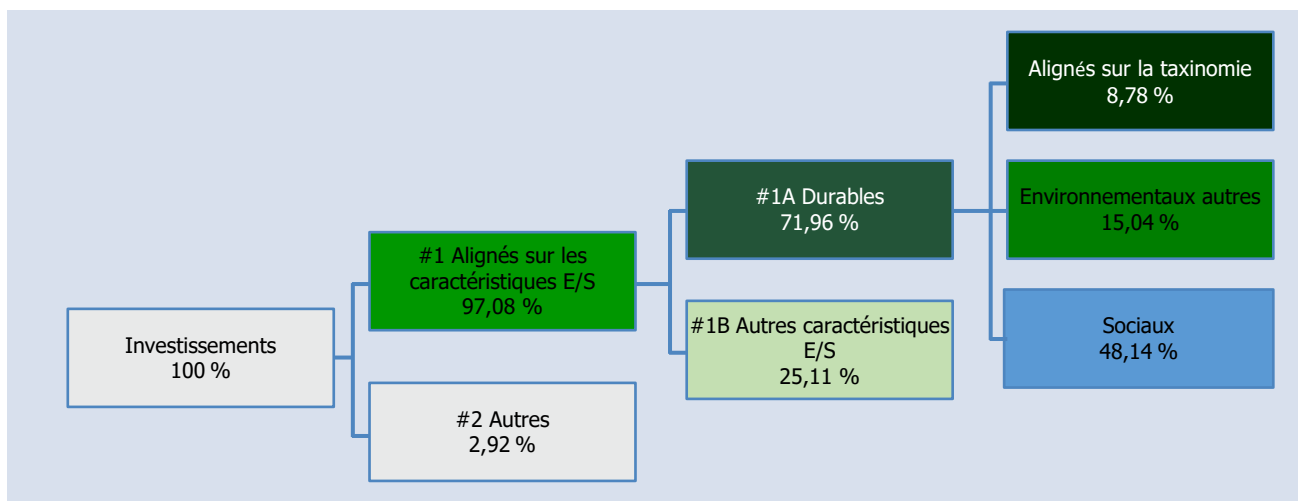 Investissements
100 %
#1 Alignés sur les
caractéristiques E/S
97,08 %
#2 Autres
2,92 %
#1A Durables
71,96 %
#1B Autres caractéristiques
E/S
25,11 %
Alignés sur la taxinomie
8,78 %
Environnementaux autres
15,04 %
Sociaux
48,14 %